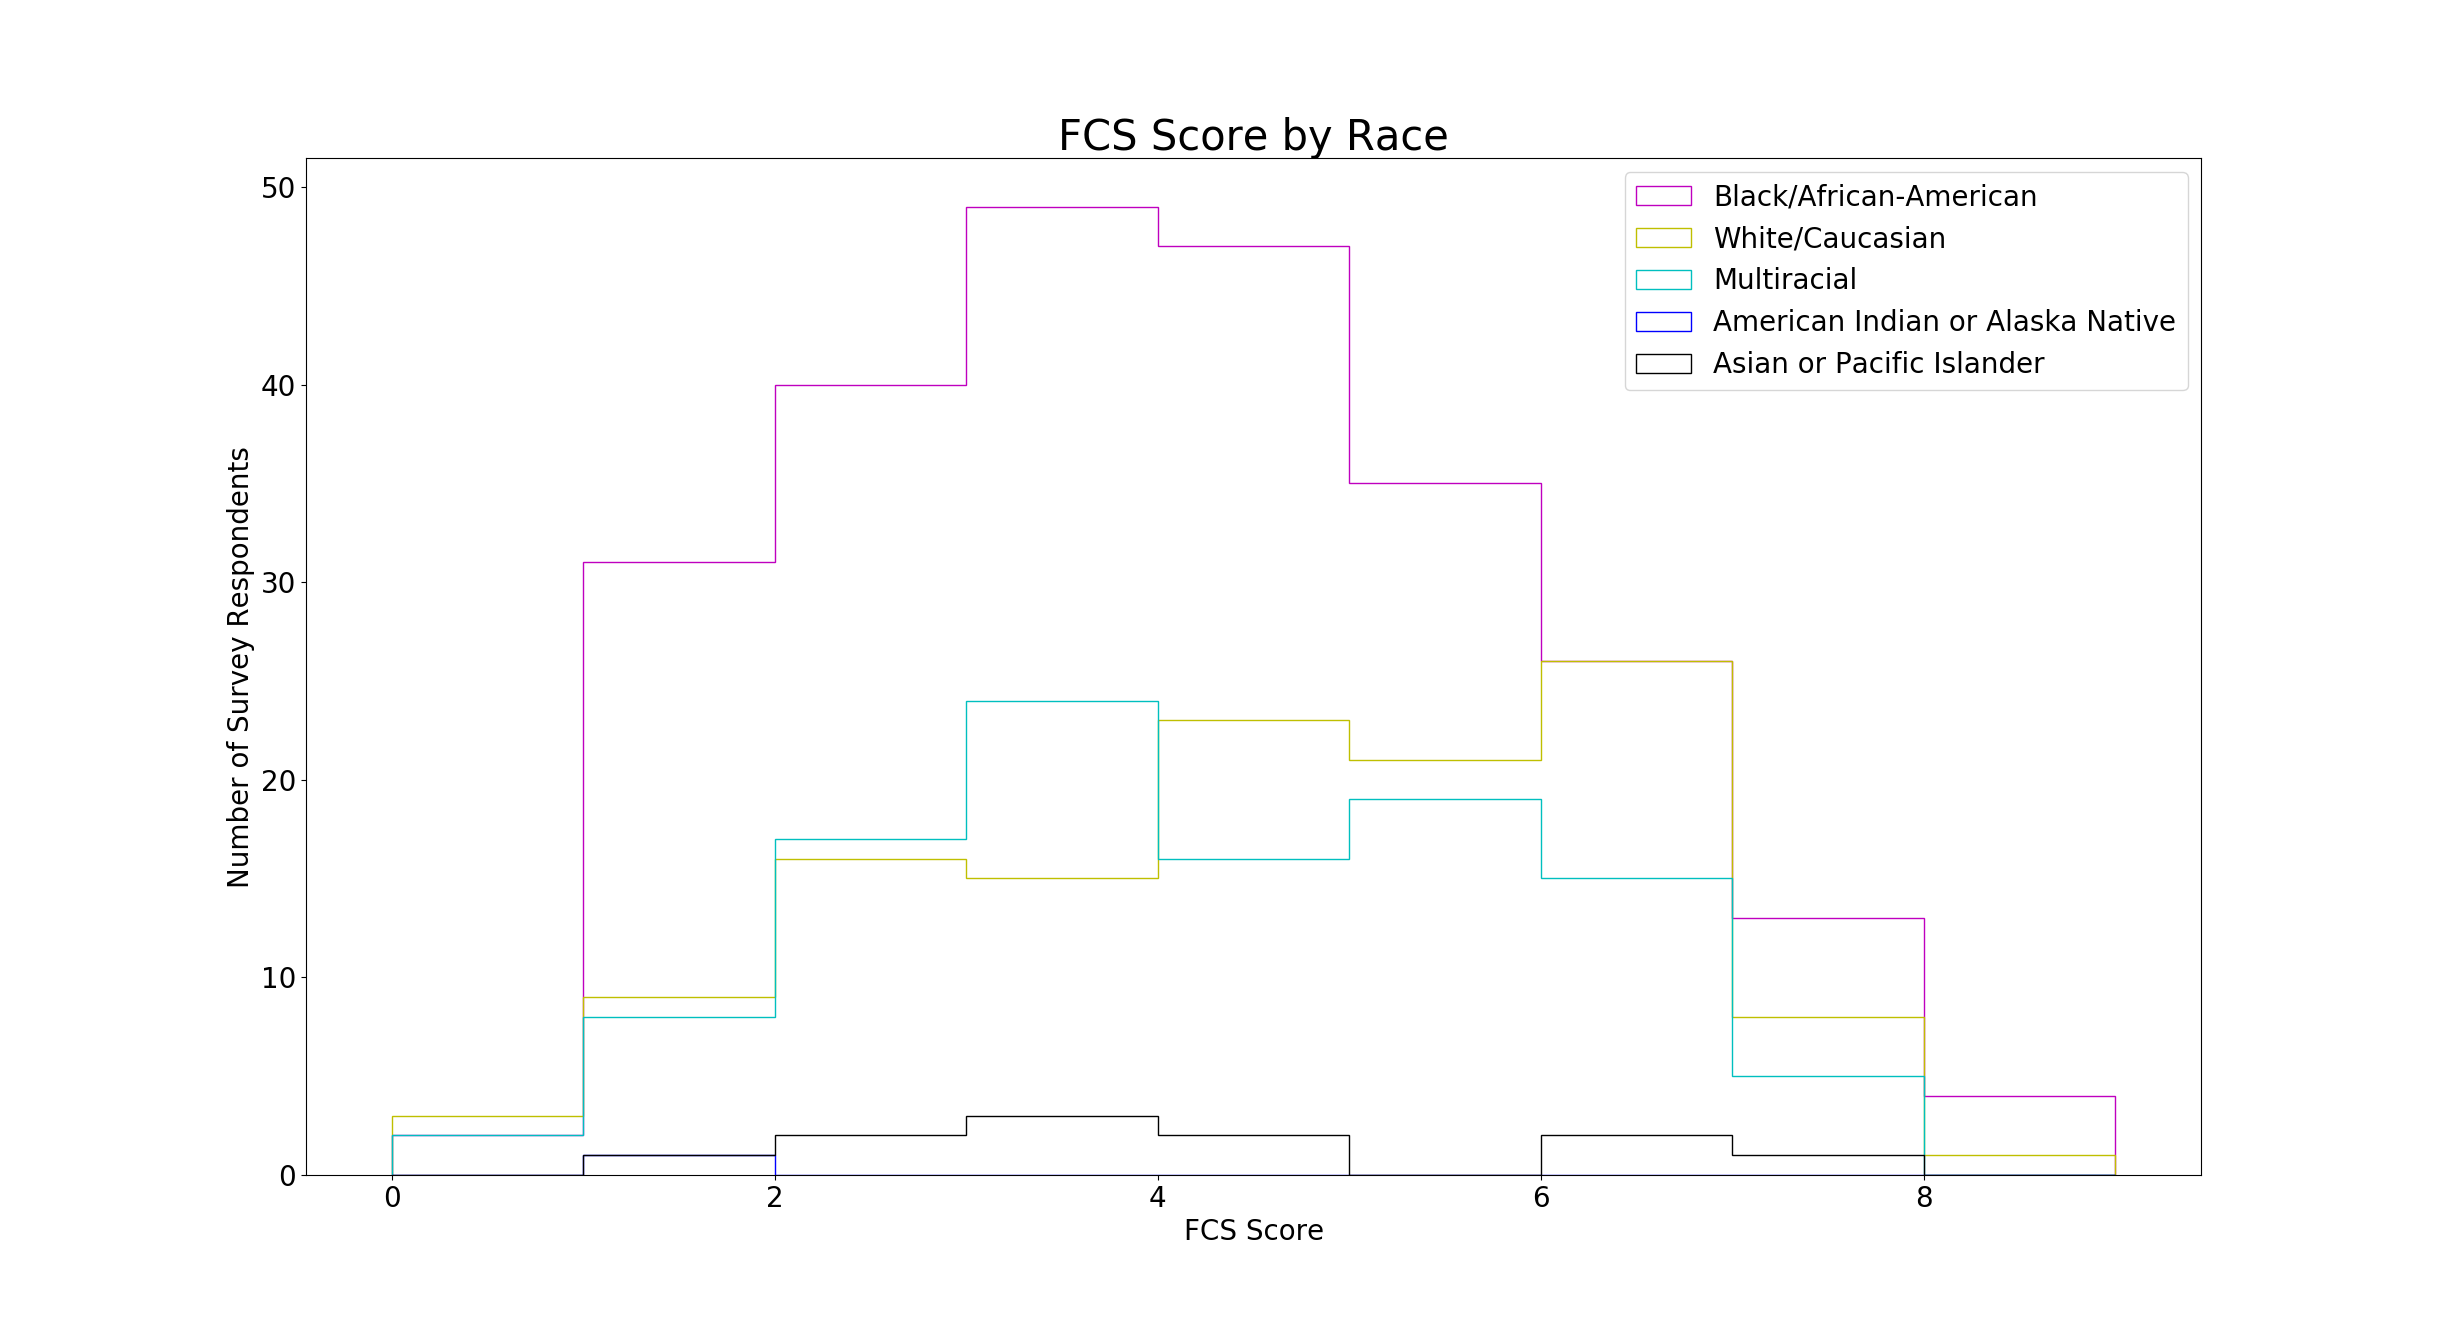 FCS Score by Race
Black/African-American
White/Caucasian
Multiracial
American Indian or Alaska Native
Asian or Pacific Islander
Number of Survey Respondents
50
40
30
20
10
0
0 2 4 6 8
FCS Score